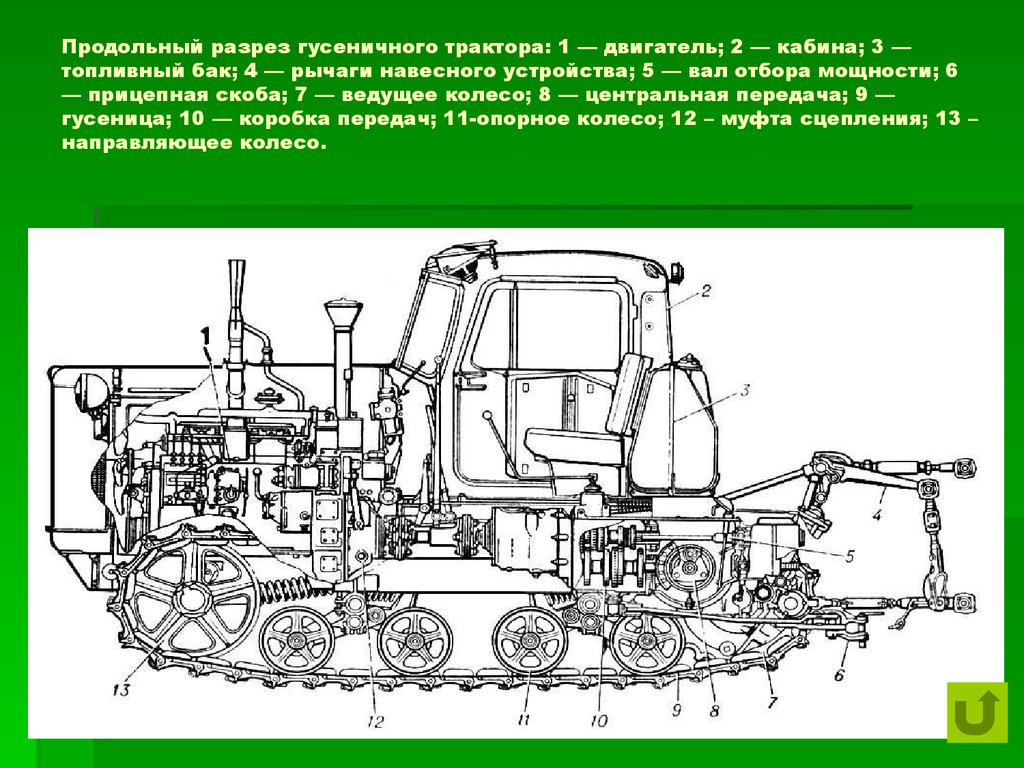 Продольный разрез гусеничного трактора: 1 — двигатель; 2 — кабина; 3 —
топливный бак; 4 — рычаги навесного устройства; 5 — вал отбора мощности; 6
— прицепная скоба; 7 — ведущее колесо; 8 — центральная передача; 9 —
гусеница; 10 — коробка передач; 11-опорное колесо; 12 – муфта сцепления; 13 –
направляющее колесо.
1
2
3
4
5
6
7
8
9
10
11
12
13